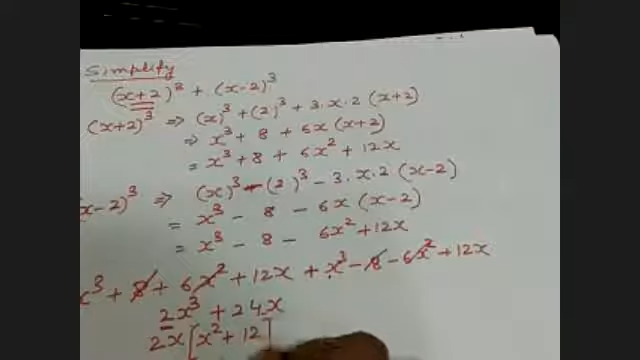 Simplify
(x+2)³ + (x-2)³
(x+2)³ ⇒ (x)³ + (2)³ + 3.x.2 (x+2)
⇒ x³ + 8 + 6x (x+2)
= x³ + 8 + 6x² + 12x
(x-2)³ ⇒ (x)³ - (2)³ - 3.x.2 (x-2)
= x³ - 8 - 6x (x-2)
= x³ - 8 - 6x² + 12x
x³ + 8 + 6x² + 12x + x³ - 8 - 6x² + 12x
2x³ + 24x
2x[x² + 12]